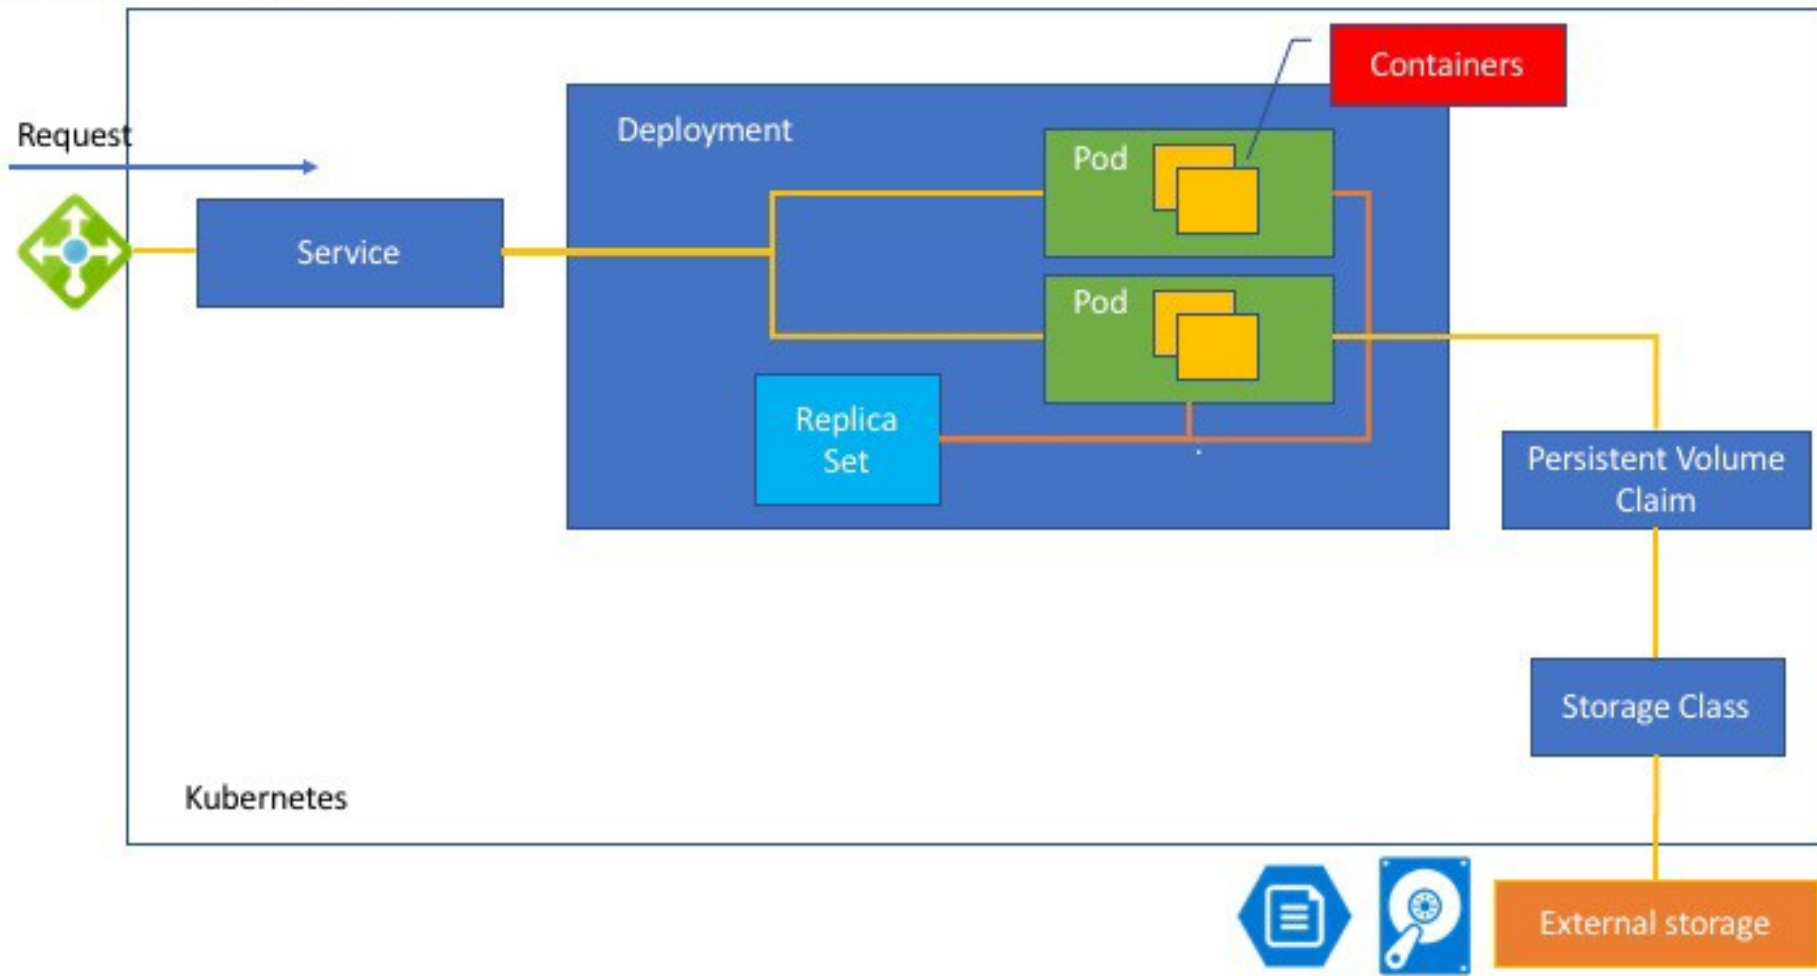 Containers
Request
Deployment
Pod
Service
Pod
Replica
Set
Persistent Volume
Claim
Storage Class
Kubernetes
External storage